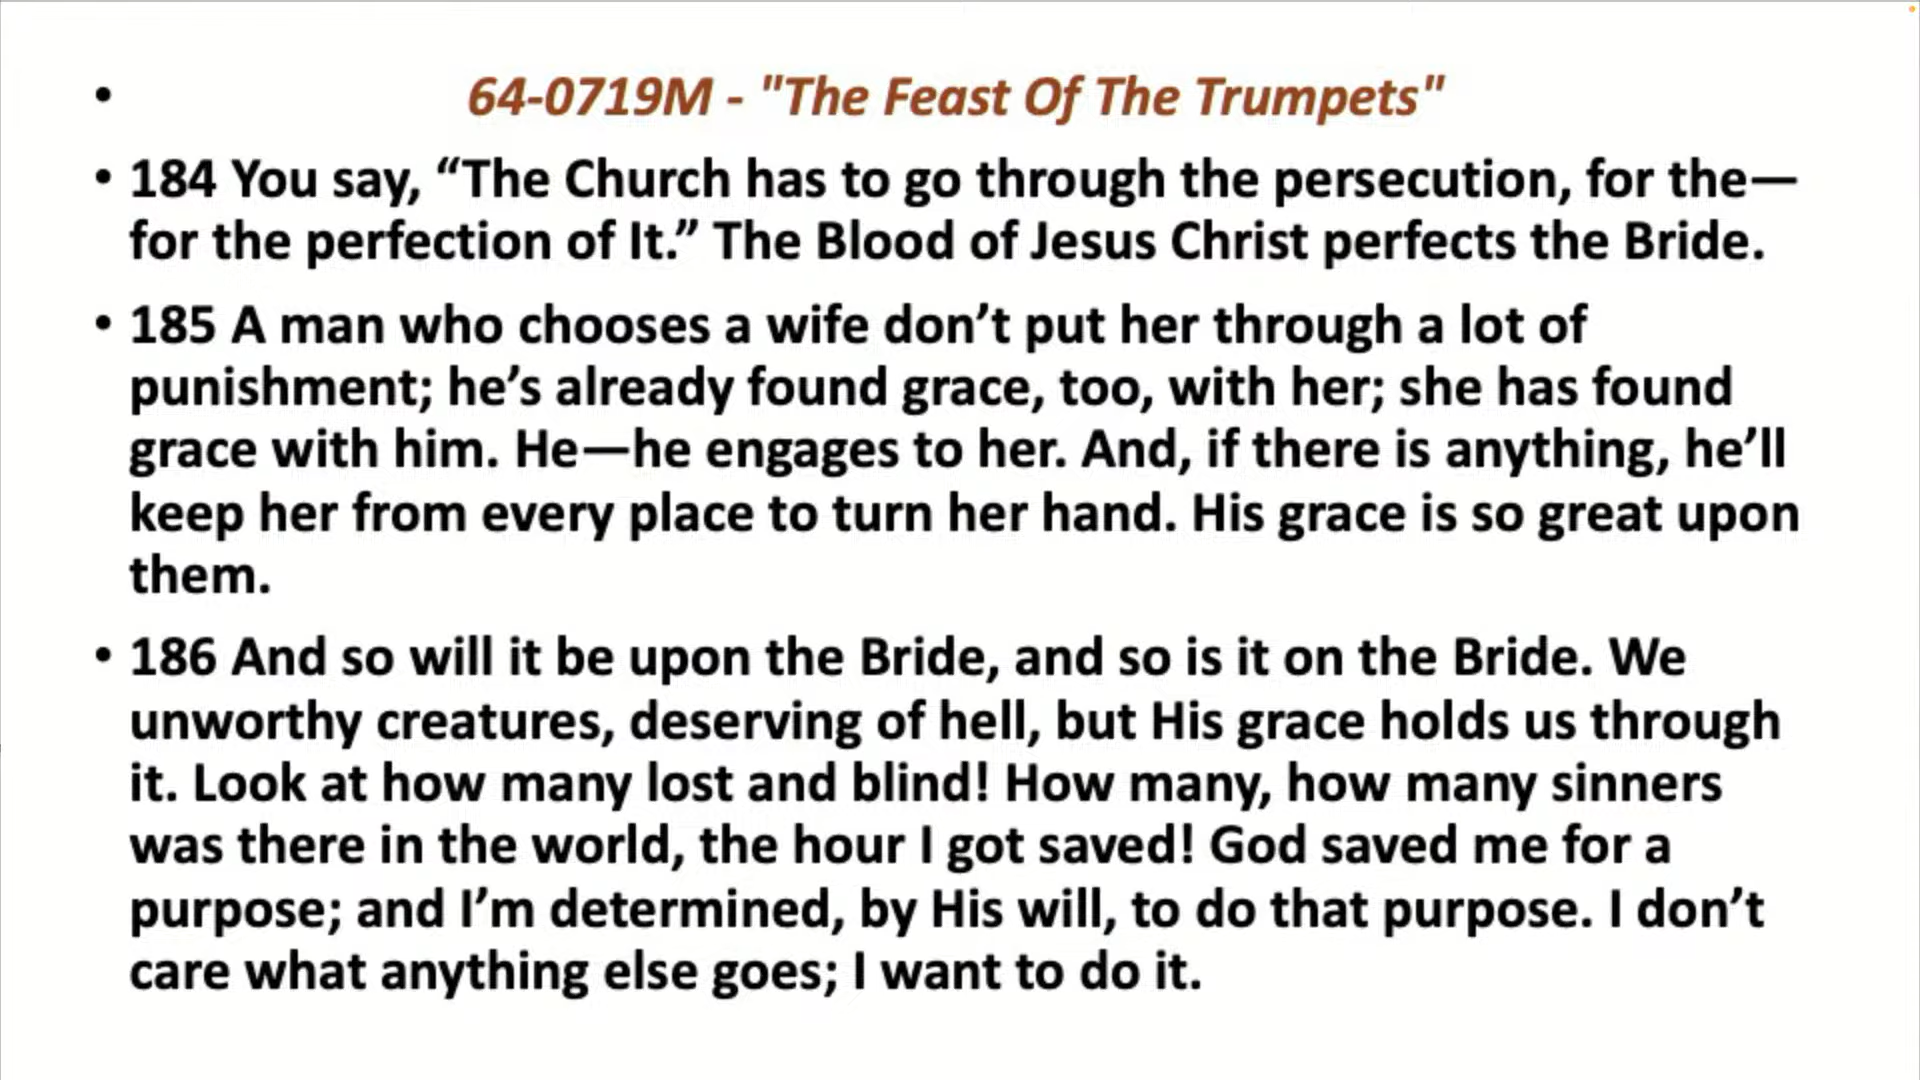 • 64-0719M - "The Feast Of The Trumpets"
• 184 You say, “The Church has to go through the persecution, for the—
for the perfection of It.” The Blood of Jesus Christ perfects the Bride.
• 185 A man who chooses a wife don’t put her through a lot of
punishment; he’s already found grace, too, with her; she has found
grace with him. He—he engages to her. And, if there is anything, he’ll
keep her from every place to turn her hand. His grace is so great upon
them.
• 186 And so will it be upon the Bride, and so is it on the Bride. We
unworthy creatures, deserving of hell, but His grace holds us through
it. Look at how many lost and blind! How many, how many sinners
was there in the world, the hour I got saved! God saved me for a
purpose; and I’m determined, by His will, to do that purpose. I don’t
care what anything else goes; I want to do it.